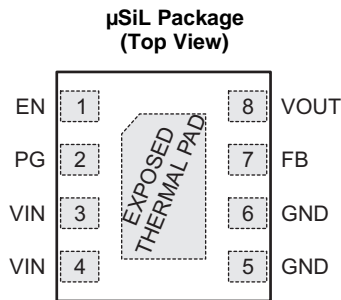 µSiL Package
(Top View)
EN 1 8 VOUT
PG 2 7 FB
VIN 3 6 GND
VIN 4 5 GND
EXPOSED
THERMAL PAD